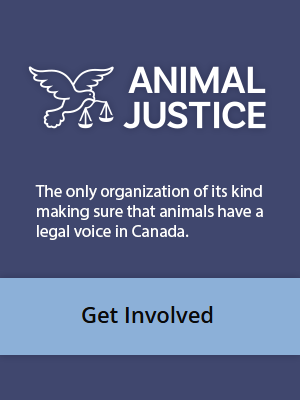 ANIMAL
JUSTICE
The only organization of its kind
making sure that animals have a
legal voice in Canada.
Get Involved